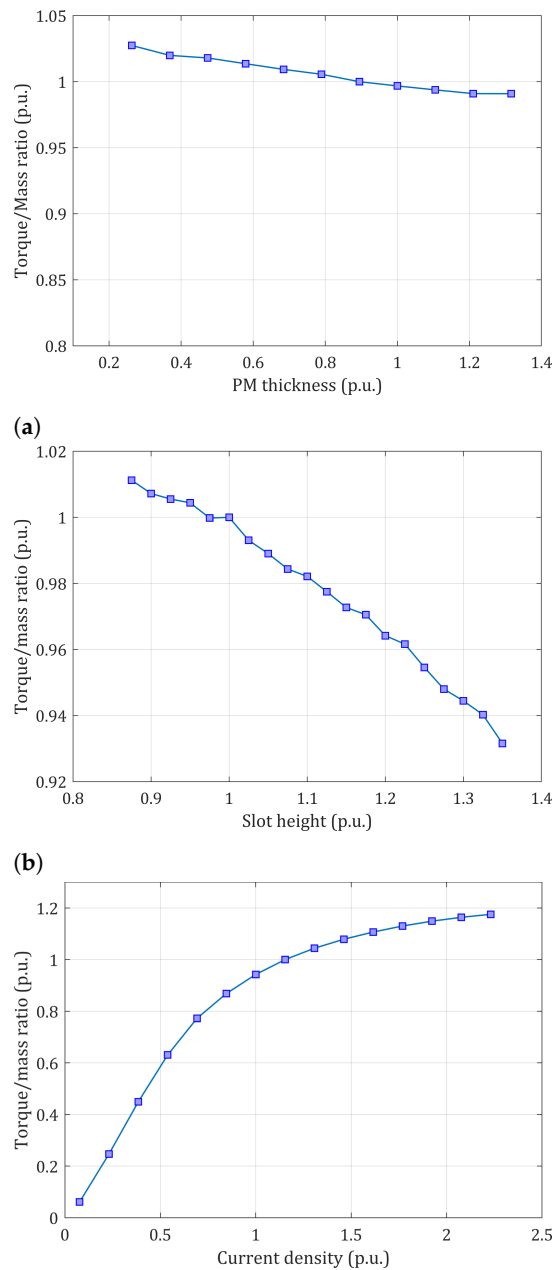 1.05
1
0.95
0.9
0.85
0.8
Torque/Mass ratio (p.u.)
0.2 0.4 0.6 0.8 1 1.2 1.4
PM thickness (p.u.)
(a)
1.02
1
0.98
0.96
0.94
0.92
Torque/mass ratio (p.u.)
0.8 0.9 1 1.1 1.2 1.3 1.4
Slot height (p.u.)
(b)
1.2
1
0.8
0.6
0.4
0.2
0
Torque/mass ratio (p.u.)
0 0.5 1 1.5 2 2.5
Current density (p.u.)